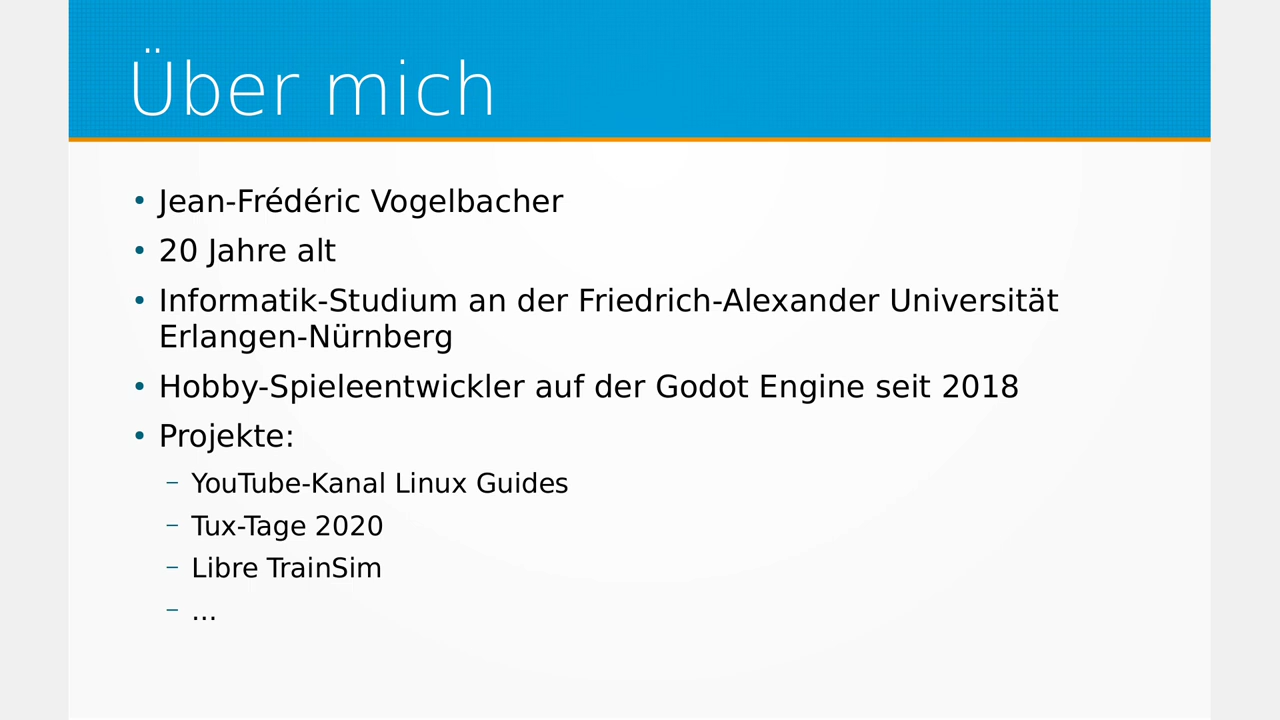 Über mich
• Jean-Frédéric Vogelbacher
• 20 Jahre alt
• Informatik-Studium an der Friedrich-Alexander Universität
Erlangen-Nürnberg
• Hobby-Spieleentwickler auf der Godot Engine seit 2018
• Projekte:
– YouTube-Kanal Linux Guides
– Tux-Tage 2020
– Libre TrainSim
– ...